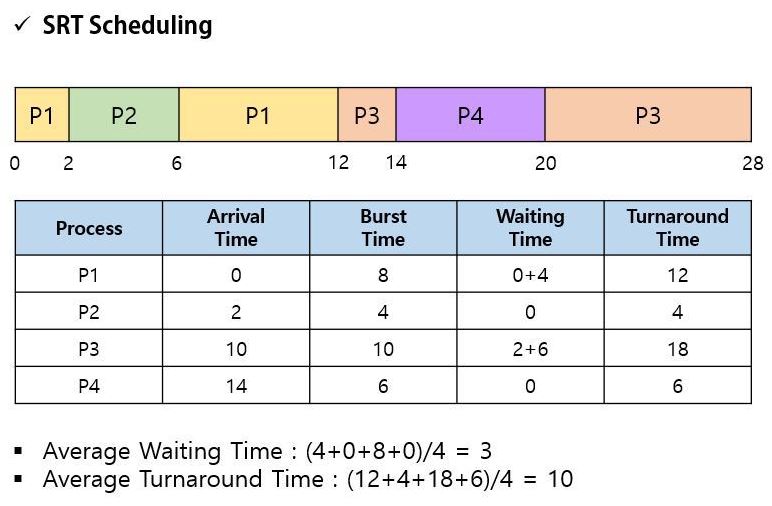 ✓ SRT Scheduling
P1 P2 P1 P3 P4 P3
0 2 6 12 14 20 28
Process Arrival Time Burst Time Waiting Time Turnaround Time
P1 0 8 0+4 12
P2 2 4 0 4
P3 10 10 2+6 18
P4 14 6 0 6
▪ Average Waiting Time : (4+0+8+0)/4 = 3
▪ Average Turnaround Time : (12+4+18+6)/4 = 10